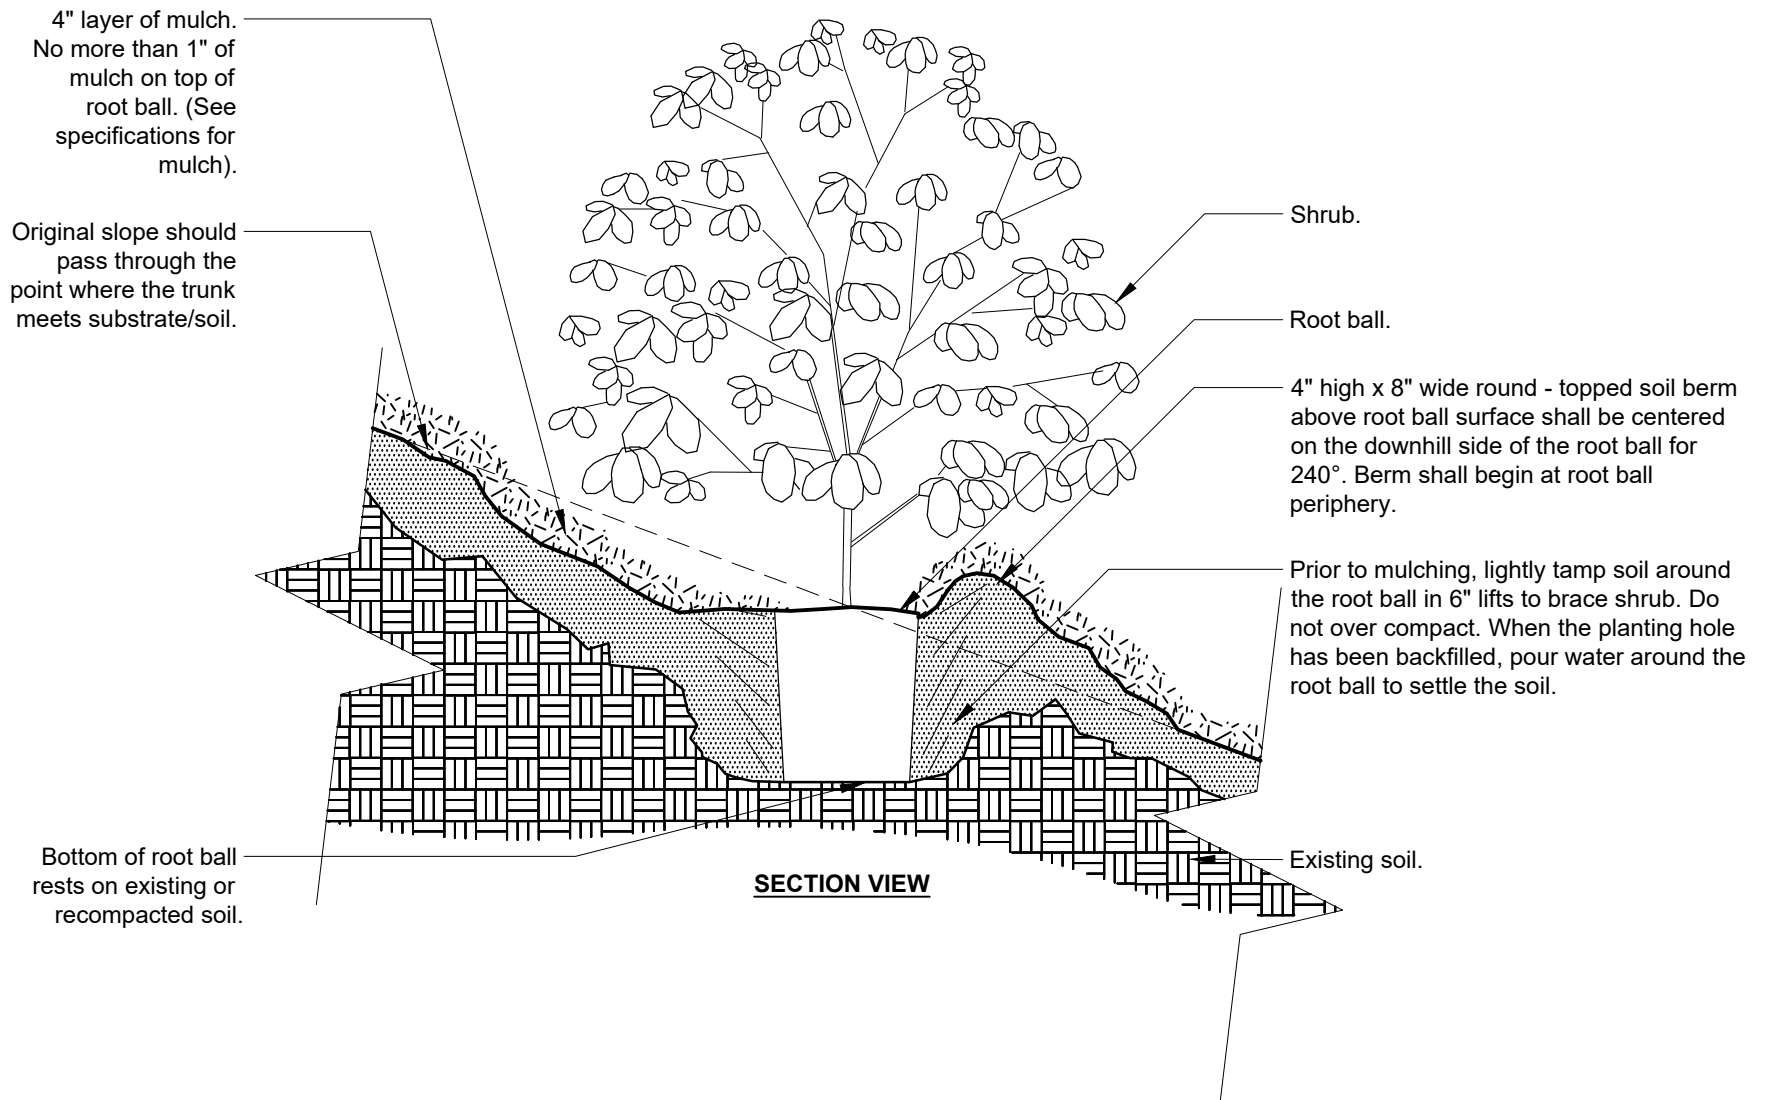 4" layer of mulch.
No more than 1" of
mulch on top of
root ball. (See
specifications for
mulch).
Original slope should
pass through the
point where the trunk
meets substrate/soil.
Bottom of root ball
rests on existing or
recompacted soil.
Shrub.
Root ball.
4" high x 8" wide round - topped soil berm
above root ball surface shall be centered
on the downhill side of the root ball for
240°. Berm shall begin at root ball
periphery.
Prior to mulching, lightly tamp soil around
the root ball in 6" lifts to brace shrub. Do
not over compact. When the planting hole
has been backfilled, pour water around the
root ball to settle the soil.
Existing soil.
SECTION VIEW